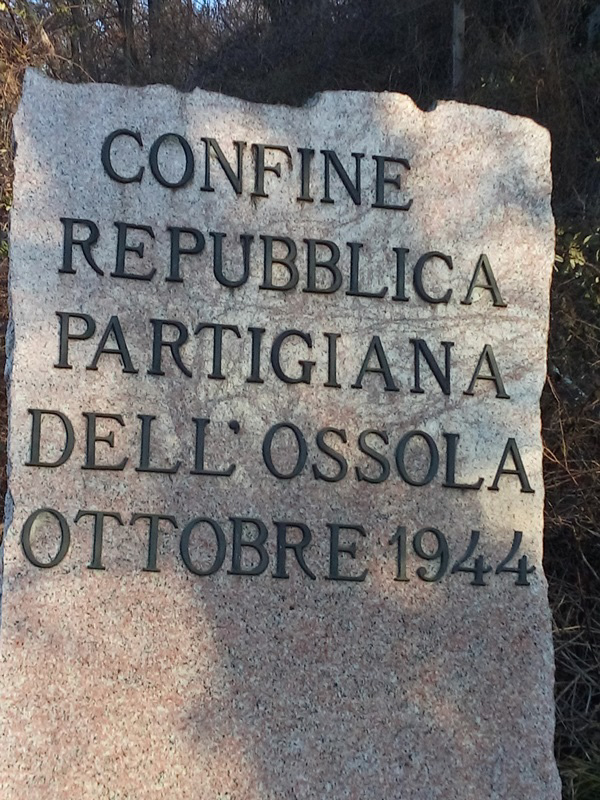 CONFINE
REPUBBLICA
PARTIGIANA
DELL'OSSOLA
OTTOBRE 1944